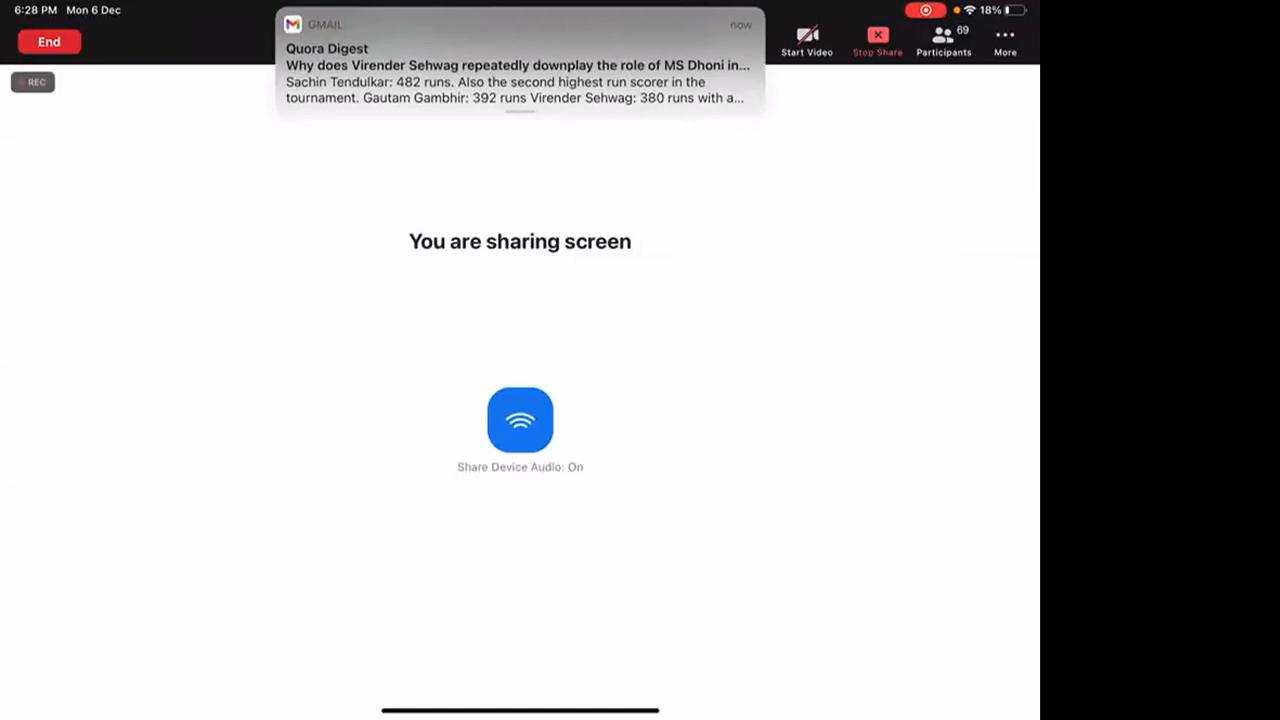 6:28 PM Mon 6 Dec
18%
End
GMAIL
now
Quora Digest
Why does Virender Sehwag repeatedly downplay the role of MS Dhoni in...
Sachin Tendulkar: 482 runs. Also the second highest run scorer in the
tournament. Gautam Gambhir: 392 runs Virender Sehwag: 380 runs with a...
69
Start Video
Stop Share
Participants
More
REC
You are sharing screen
Share Device Audio: On